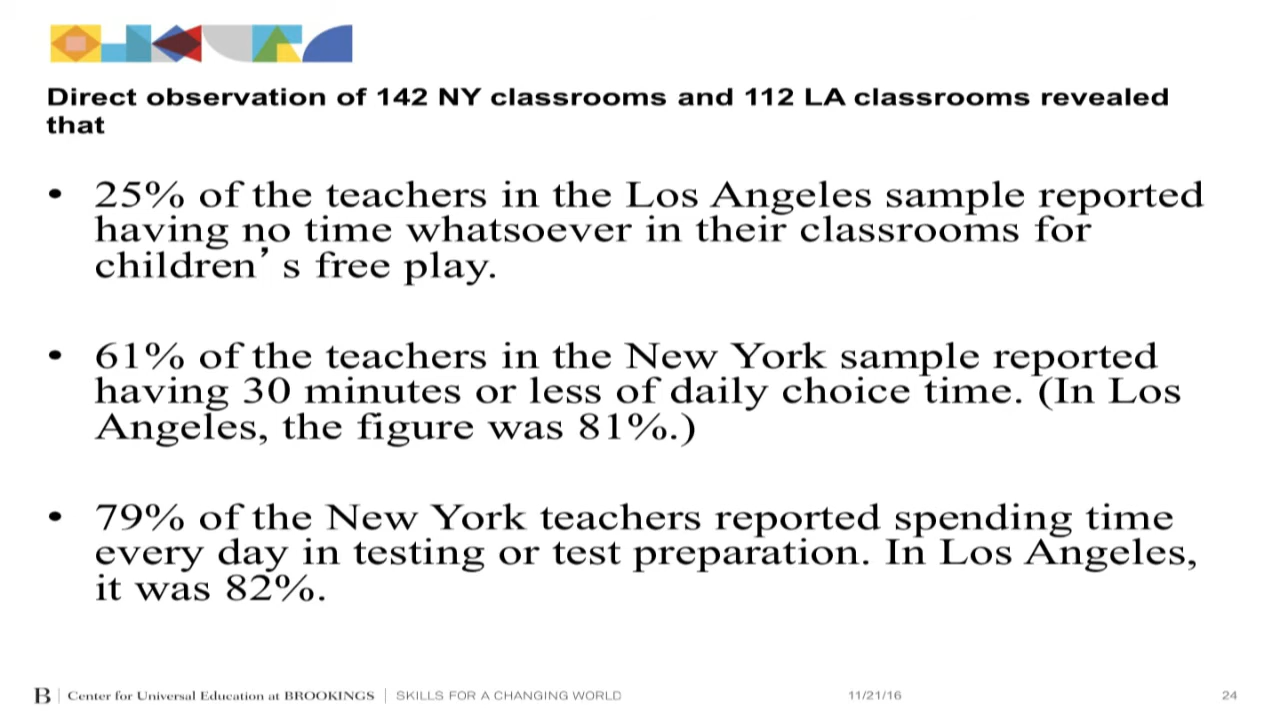 Direct observation of 142 NY classrooms and 112 LA classrooms revealed
that
• 25% of the teachers in the Los Angeles sample reported
having no time whatsoever in their classrooms for
children’s free play.
• 61% of the teachers in the New York sample reported
having 30 minutes or less of daily choice time. (In Los
Angeles, the figure was 81%.)
• 79% of the New York teachers reported spending time
every day in testing or test preparation. In Los Angeles,
it was 82%.
B | Center for Universal Education at BROOKINGS | SKILLS FOR A CHANGING WORLD 11/21/16 24